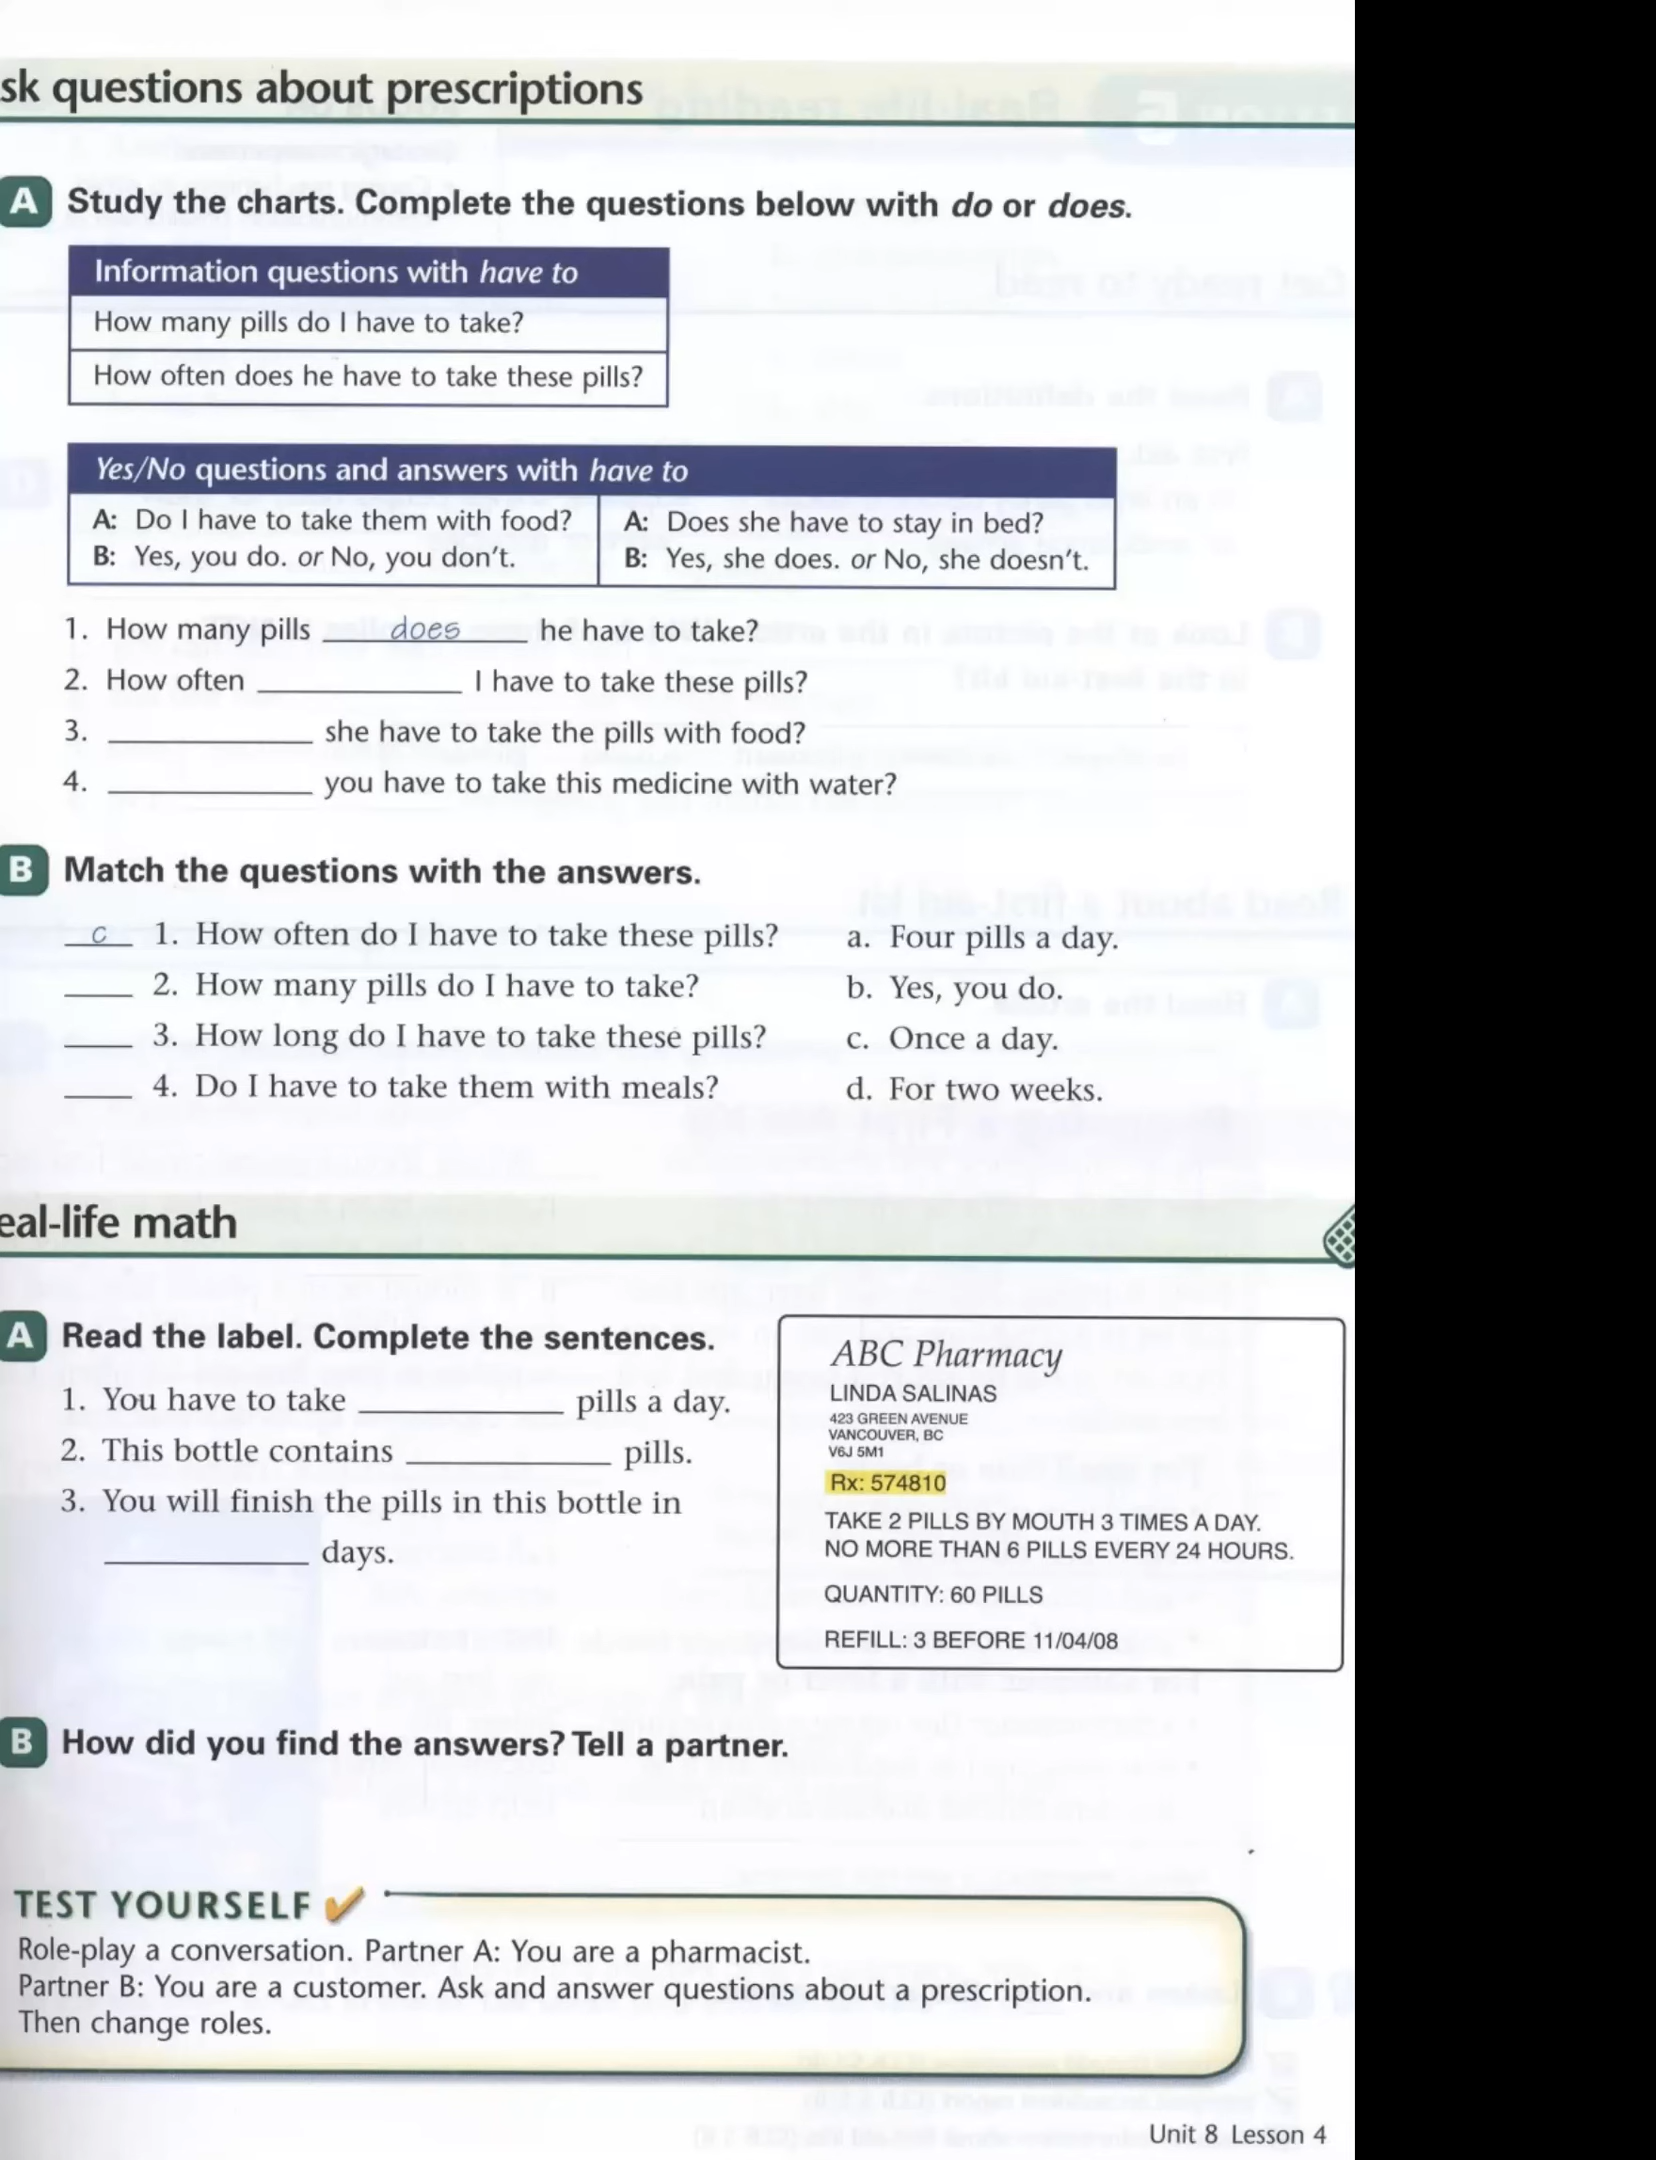 sk questions about prescriptions
A Study the charts. Complete the questions below with do or does.
Information questions with have to
How many pills do I have to take?
How often does he have to take these pills?
Yes/No questions and answers with have to
A: Do I have to take them with food?
B: Yes, you do. or No, you don't.
A: Does she have to stay in bed?
B: Yes, she does. or No, she doesn't.
1. How many pills does he have to take?
2. How often ____________ I have to take these pills?
3. ____________ she have to take the pills with food?
4. ____________ you have to take this medicine with water?
B Match the questions with the answers.
c 1. How often do I have to take these pills?
____ 2. How many pills do I have to take?
____ 3. How long do I have to take these pills?
____ 4. Do I have to take them with meals?
a. Four pills a day.
b. Yes, you do.
c. Once a day.
d. For two weeks.
eal-life math
A Read the label. Complete the sentences.
1. You have to take ____________ pills a day.
2. This bottle contains ____________ pills.
3. You will finish the pills in this bottle in
____________ days.
ABC Pharmacy
LINDA SALINAS
423 GREEN AVENUE
VANCOUVER, BC
V6J 5M1
Rx: 574810
TAKE 2 PILLS BY MOUTH 3 TIMES A DAY.
NO MORE THAN 6 PILLS EVERY 24 HOURS.
QUANTITY: 60 PILLS
REFILL: 3 BEFORE 11/04/08
B How did you find the answers? Tell a partner.
TEST YOURSELF ✔
Role-play a conversation. Partner A: You are a pharmacist.
Partner B: You are a customer. Ask and answer questions about a prescription.
Then change roles.
Unit 8 Lesson 4